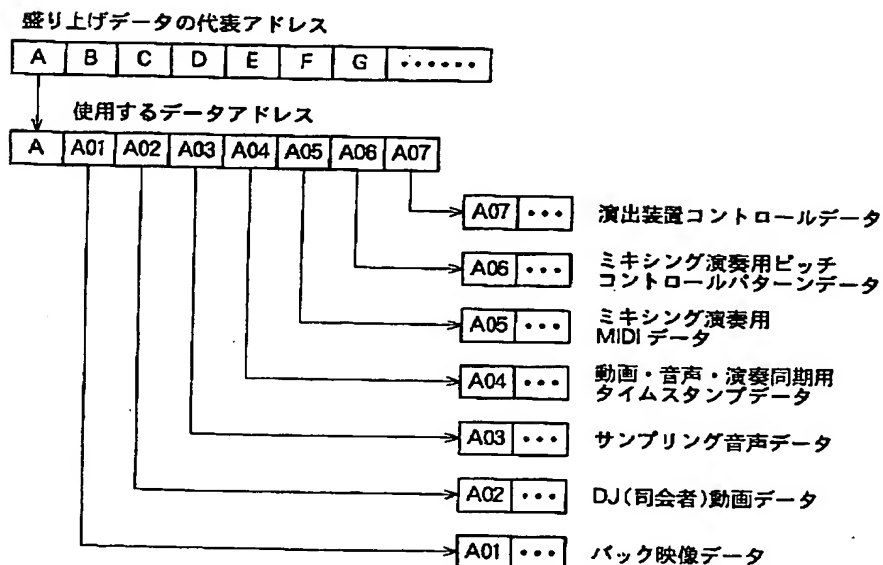 盛り上げデータの代表アドレス
A B C D E F G ・・・・・・
使用するデータアドレス
A A01 A02 A03 A04 A05 A06 A07
A07 ・・・ 演出装置コントロールデータ
A06 ・・・ ミキシング演奏用ピッチ
コントロールパターンデータ
A05 ・・・ ミキシング演奏用
MIDIデータ
A04 ・・・ 動画・音声・演奏同期用
タイムスタンプデータ
A03 ・・・ サンプリング音声データ
A02 ・・・ DJ(司会者)動画データ
A01 ・・・ バック映像データ